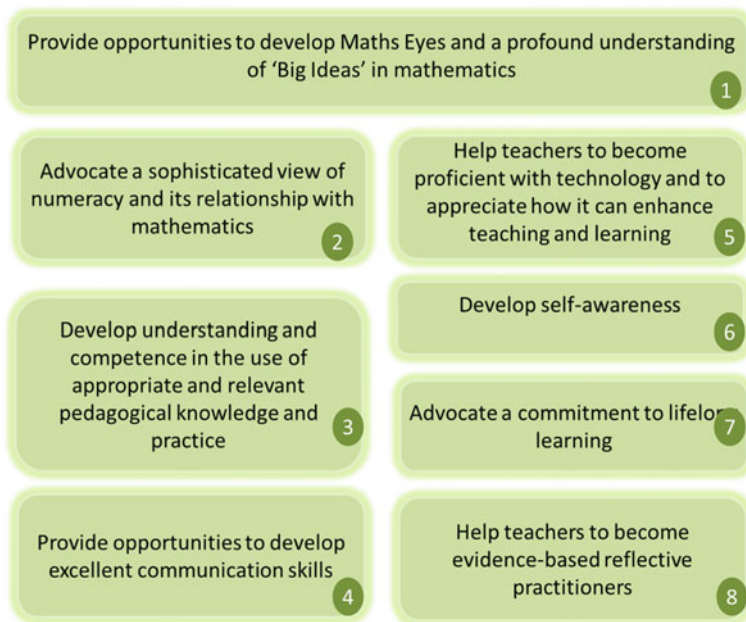 Provide opportunities to develop Maths Eyes and a profound understanding
of ‘Big Ideas’ in mathematics
1
Advocate a sophisticated view of
numeracy and its relationship with
mathematics
2
Develop understanding and
competence in the use of
appropriate and relevant
pedagogical knowledge and
practice
3
Provide opportunities to develop
excellent communication skills
4
Help teachers to become
proficient with technology and to
appreciate how it can enhance
teaching and learning
5
Develop self-awareness
6
Advocate a commitment to lifelong
learning
7
Help teachers to become
evidence-based reflective
practitioners
8